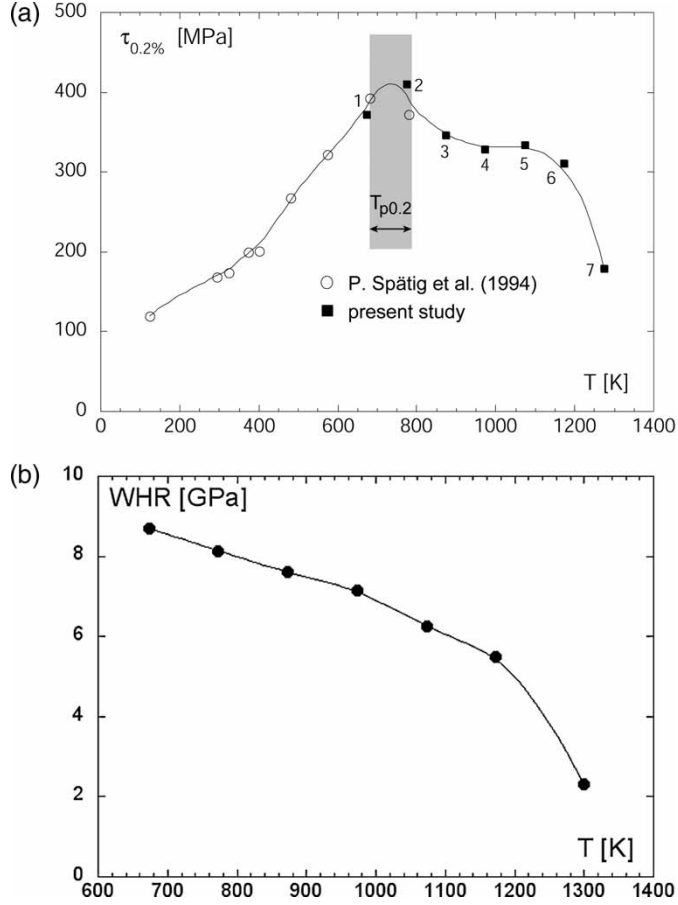 (a)
500
400
300
200
100
0
τ0.2% [MPa]
1
2
3
4
5
6
7
Tp0.2
P. Spätig et al. (1994)
present study
T [K]
0 200 400 600 800 1000 1200 1400
(b)
10
8
6
4
2
0
WHR [GPa]
T [K]
600 700 800 900 1000 1100 1200 1300 1400